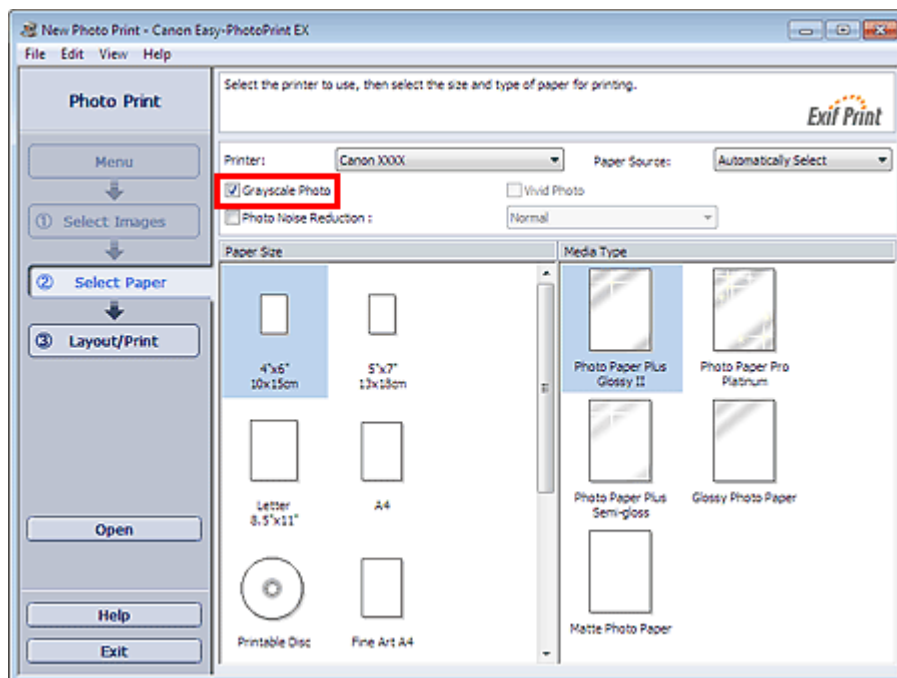 New Photo Print - Canon Easy-PhotoPrint EX
File Edit View Help
Photo Print
Select the printer to use, then select the size and type of paper for printing.
Exif Print
Menu
① Select Images
② Select Paper
③ Layout/Print
Open
Help
Exit
Printer: Canon XXXX Paper Source: Automatically Select
Grayscale Photo Vivid Photo
Photo Noise Reduction : Normal
Paper Size
4"x6"
10x15cm
5"x7"
13x18cm
Letter
8.5"x11"
A4
Printable Disc
Fine Art A4
Media Type
Photo Paper Plus
Glossy II
Photo Paper Pro
Platinum
Photo Paper Plus
Semi-gloss
Glossy Photo Paper
Matte Photo Paper